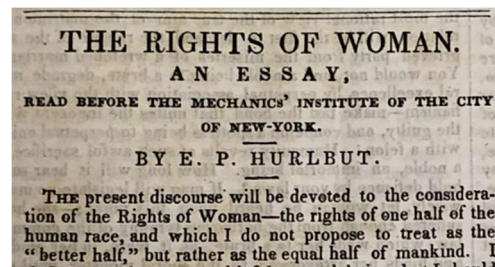 THE RIGHTS OF WOMAN.
AN ESSAY,
READ BEFORE THE MECHANICS' INSTITUTE OF THE CITY
OF NEW-YORK.
BY E. P. HURLBUT.
THE present discourse will be devoted to the considera-
tion of the Rights of Woman—the rights of one half of the
human race, and which I do not propose to treat as the
"better half," but rather as the equal half of mankind. I